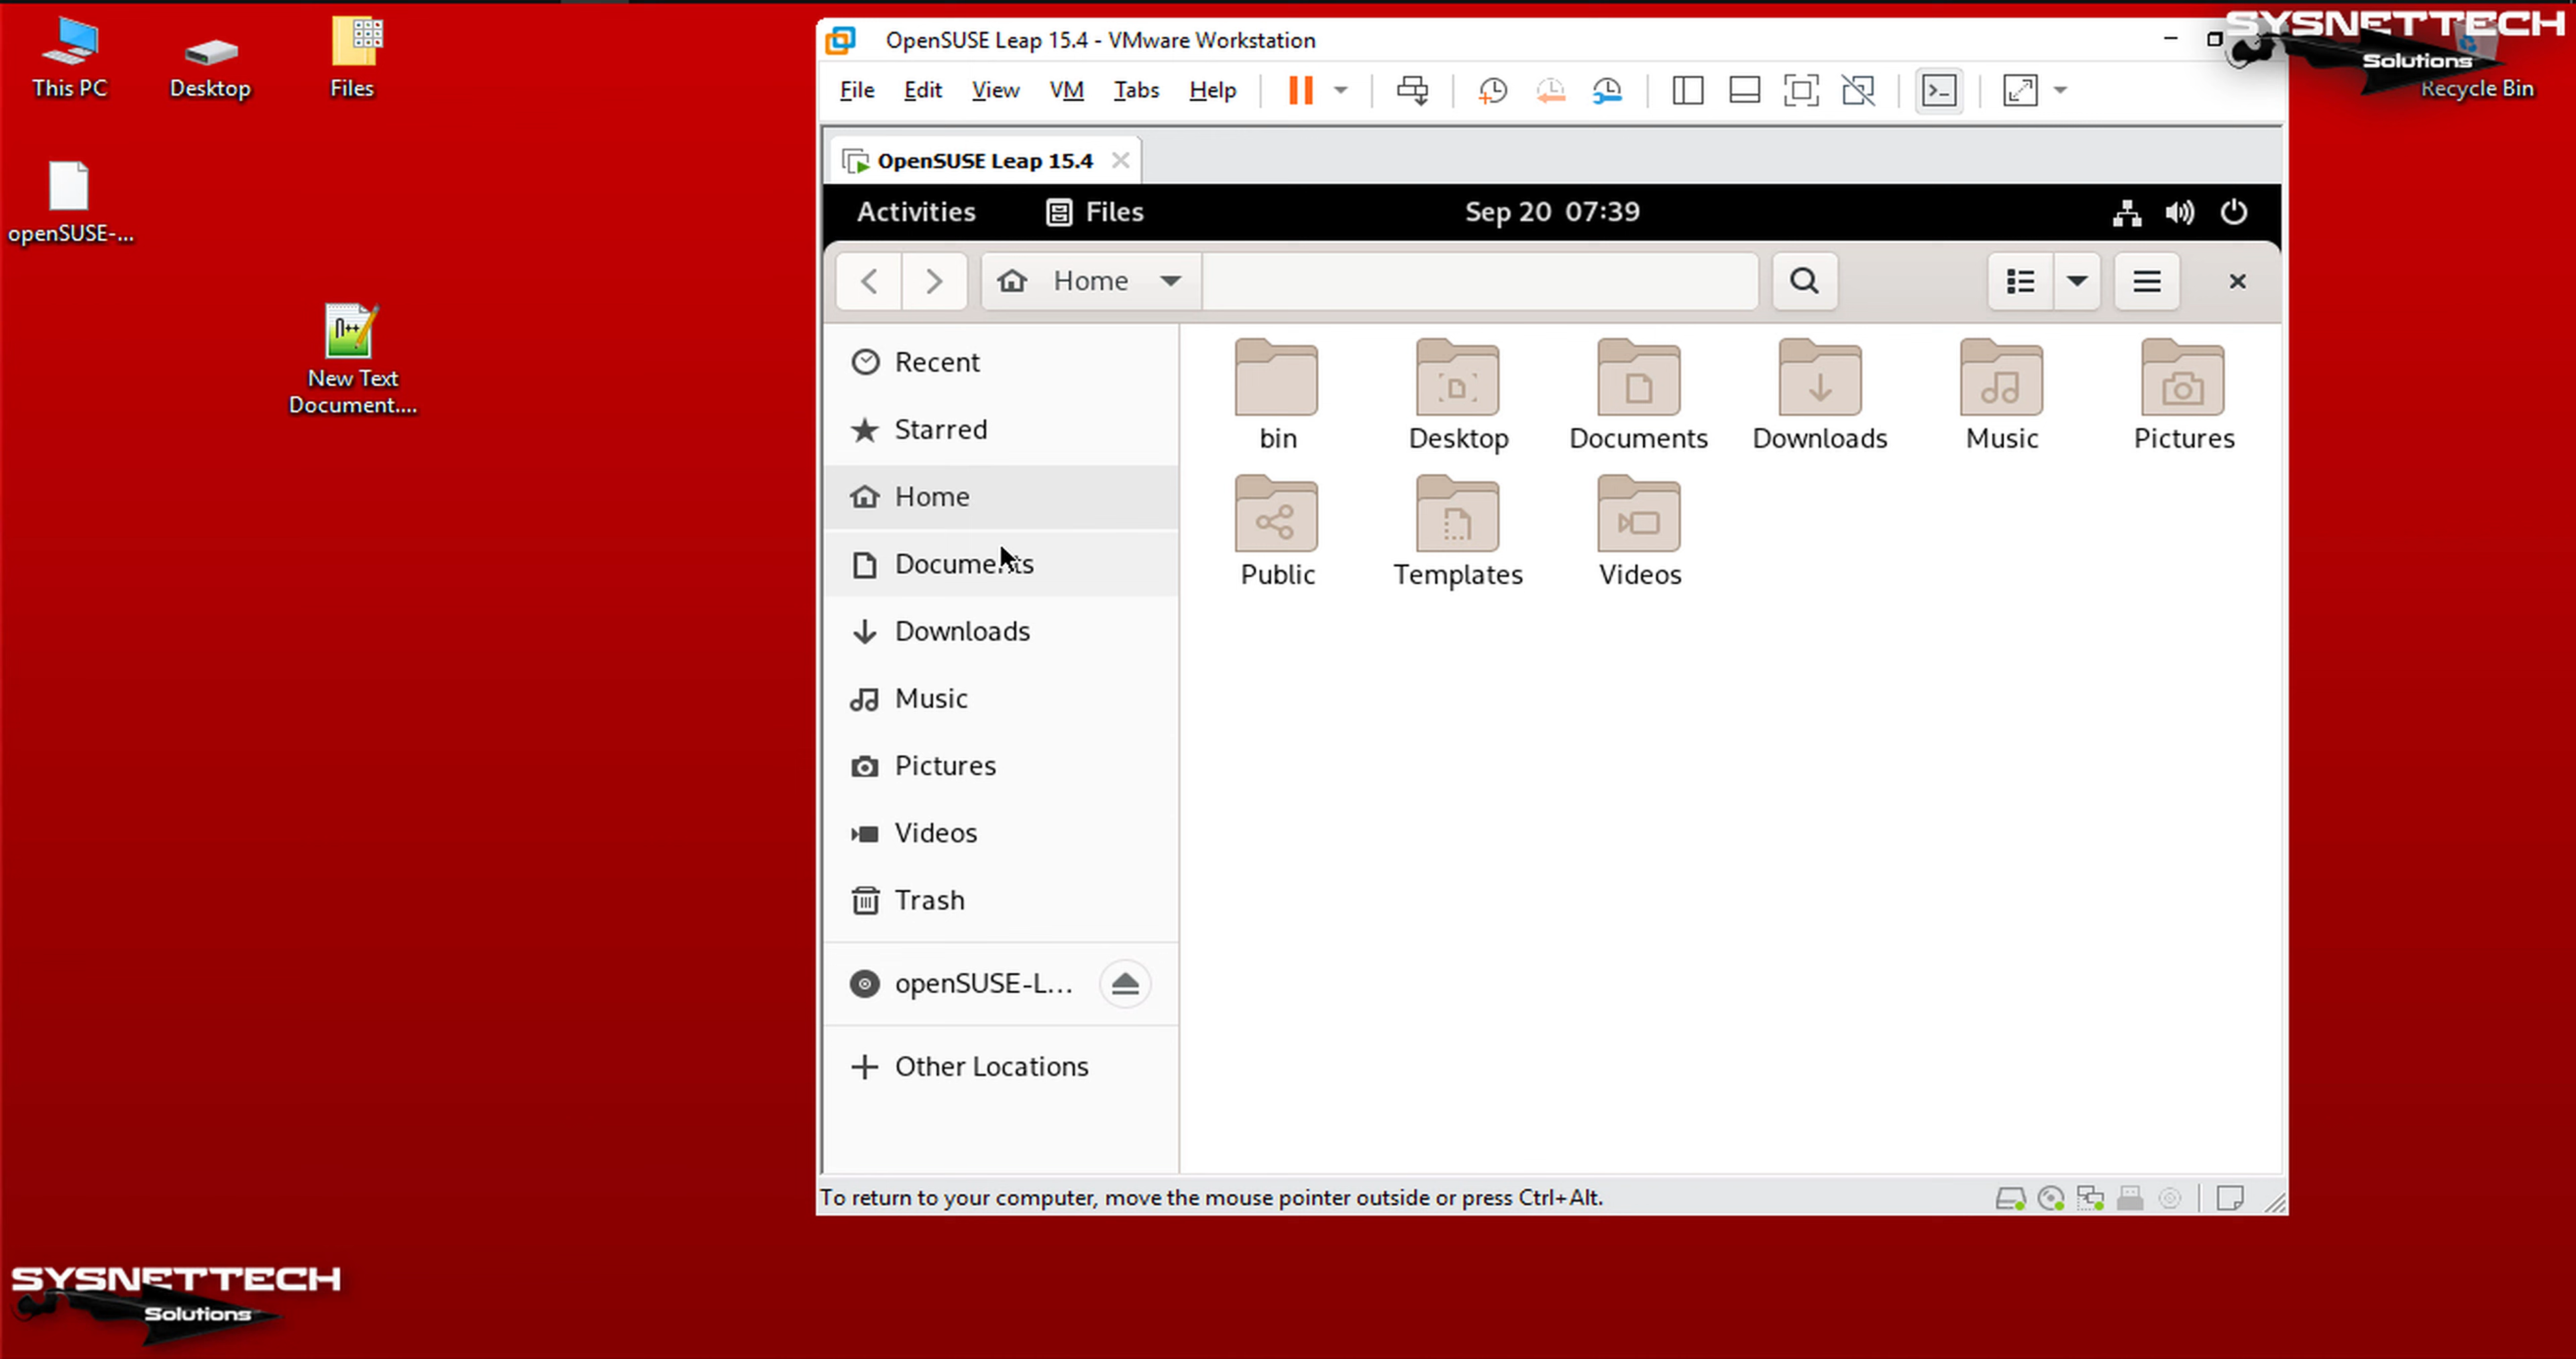 This PC
Desktop
Files
openSUSE-...
New Text
Document....
SYSNETTECH
Solutions
Recycle Bin
OpenSUSE Leap 15.4 - VMware Workstation
File Edit View VM Tabs Help
OpenSUSE Leap 15.4
Activities Files Sep 20 07:39
Home
Recent
Starred
Home
Documents
Downloads
Music
Pictures
Videos
Trash
openSUSE-L...
Other Locations
bin Desktop Documents Downloads Music Pictures
Public Templates Videos
To return to your computer, move the mouse pointer outside or press Ctrl+Alt.
SYSNETTECH
Solutions